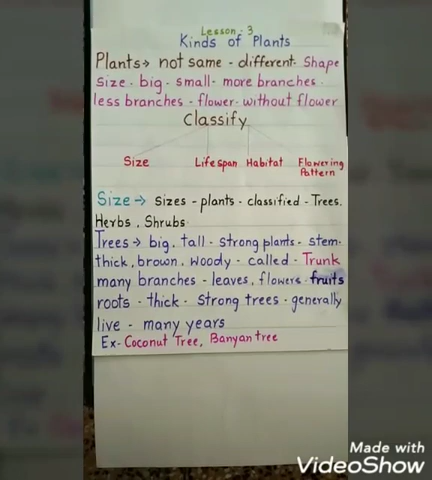 Lesson - 3
Kinds of Plants
Plants → not same - different - Shape
Size - big - small - more branches -
less branches - flower - without flower
Classify
Size Lifespan Habitat Flowering Pattern
Size → sizes - plants - classified - Trees.
Herbs, Shrubs.
Trees → big, tall - strong plants - stem -
thick, brown, woody - called - Trunk
many branches - leaves, flowers - fruits
roots - thick - strong trees - generally
live - many years
Ex - Coconut Tree, Banyan tree
Made with
VideoShow